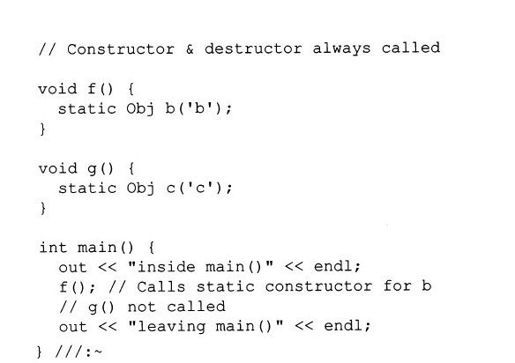 // Constructor & destructor always called
void f() {
static Obj b('b');
}
void g() {
static Obj c('c');
}
int main() {
out << "inside main()" << endl;
f(); // Calls static constructor for b
// g() not called
out << "leaving main()" << endl;
} ///:~